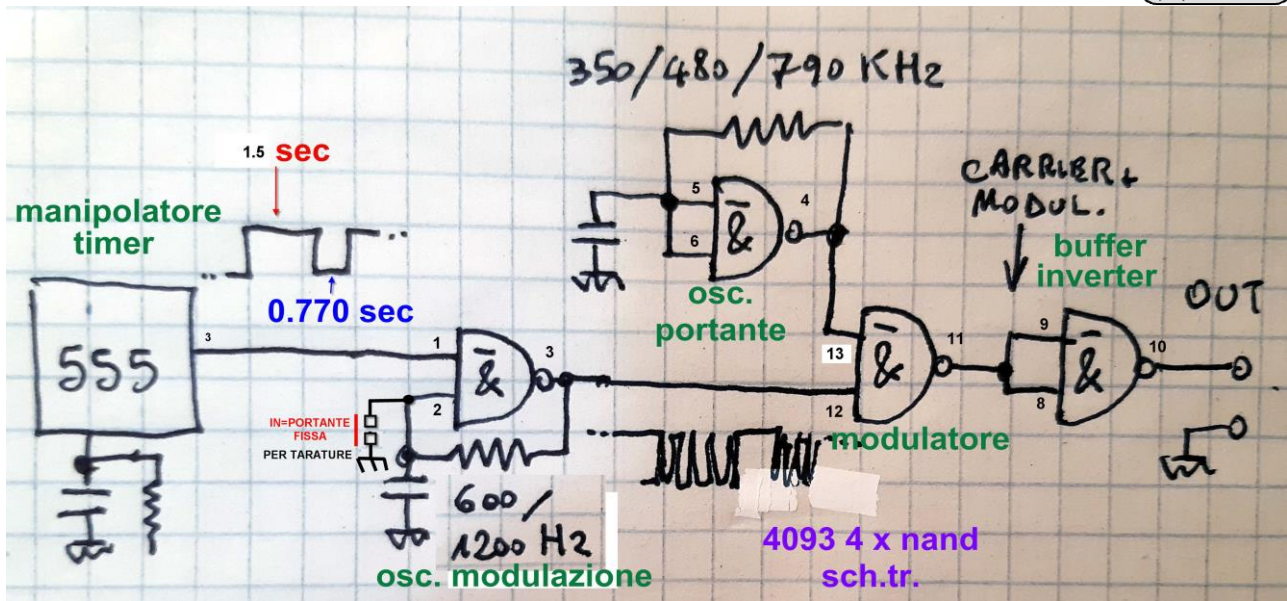 350/480/790 KHz
1.5 sec
manipolatore
timer
0.770 sec
555
3
1
2
&
3
IN=PORTANTE
FISSA
PER TARATURE
600/
1200 Hz
osc. modulazione
5
6
&
4
osc.
portante
CARRIER+
MODUL.
buffer
inverter
13
12
&
11
modulatore
9
8
&
10
OUT
4093 4 x nand
sch.tr.